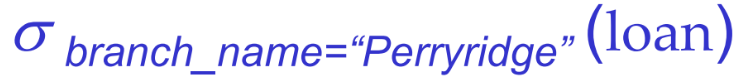 σ branch_name=“Perryridge” (loan)